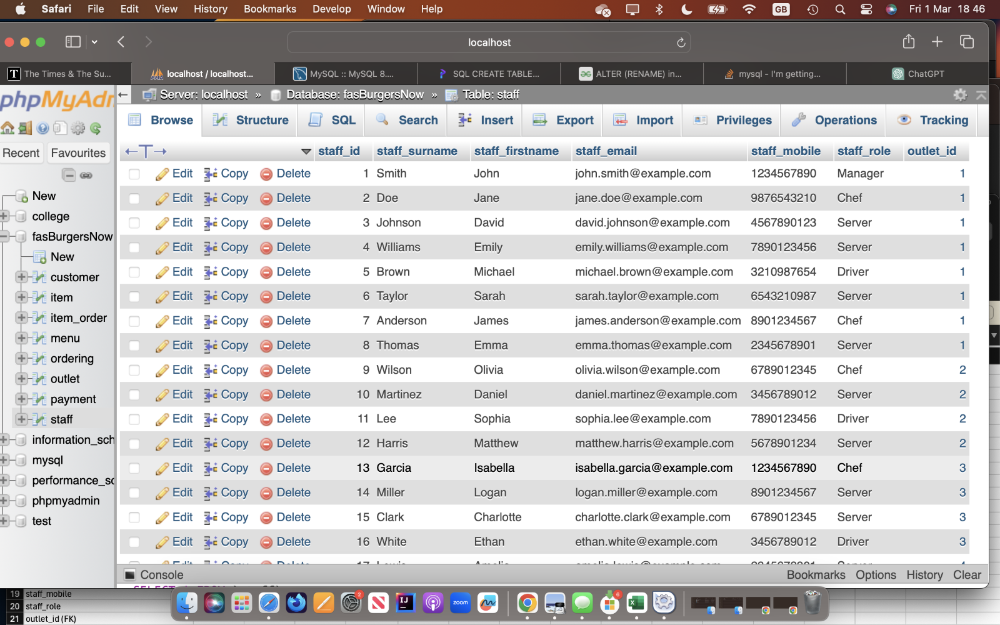 Safari File Edit View History Bookmarks Develop Window Help GB Fri 1 Mar 18 46
localhost
T The Times & The Su... localhost / localhost... MySQL :: MySQL 8.... SQL CREATE TABLE... ALTER (RENAME) in... mysql - I'm getting... ChatGPT
phpMyAdm
Server: localhost » Database: fasBurgersNow » Table: staff
Browse Structure SQL Search Insert Export Import Privileges Operations Tracking
Recent Favourites
New
college
fasBurgersNow
New
customer
item
item_order
menu
ordering
outlet
payment
staff
information_sch
mysql
performance_sc
phpmyadmin
test
←T→ staff_id staff_surname staff_firstname staff_email staff_mobile staff_role outlet_id
Edit Copy Delete 1 Smith John john.smith@example.com 1234567890 Manager 1
Edit Copy Delete 2 Doe Jane jane.doe@example.com 9876543210 Chef 1
Edit Copy Delete 3 Johnson David david.johnson@example.com 4567890123 Server 1
Edit Copy Delete 4 Williams Emily emily.williams@example.com 7890123456 Server 1
Edit Copy Delete 5 Brown Michael michael.brown@example.com 3210987654 Driver 1
Edit Copy Delete 6 Taylor Sarah sarah.taylor@example.com 6543210987 Server 1
Edit Copy Delete 7 Anderson James james.anderson@example.com 8901234567 Chef 1
Edit Copy Delete 8 Thomas Emma emma.thomas@example.com 2345678901 Server 1
Edit Copy Delete 9 Wilson Olivia olivia.wilson@example.com 6789012345 Chef 2
Edit Copy Delete 10 Martinez Daniel daniel.martinez@example.com 3456789012 Server 2
Edit Copy Delete 11 Lee Sophia sophia.lee@example.com 7890123456 Driver 2
Edit Copy Delete 12 Harris Matthew matthew.harris@example.com 5678901234 Server 2
Edit Copy Delete 13 Garcia Isabella isabella.garcia@example.com 1234567890 Chef 3
Edit Copy Delete 14 Miller Logan logan.miller@example.com 8901234567 Server 3
Edit Copy Delete 15 Clark Charlotte charlotte.clark@example.com 6789012345 Server 3
Edit Copy Delete 16 White Ethan ethan.white@example.com 3456789012 Driver 3
Console Bookmarks Options History Clear
19 staff_mobile
20 staff_role
21 outlet_id (FK)
2
IJ
zoom
6